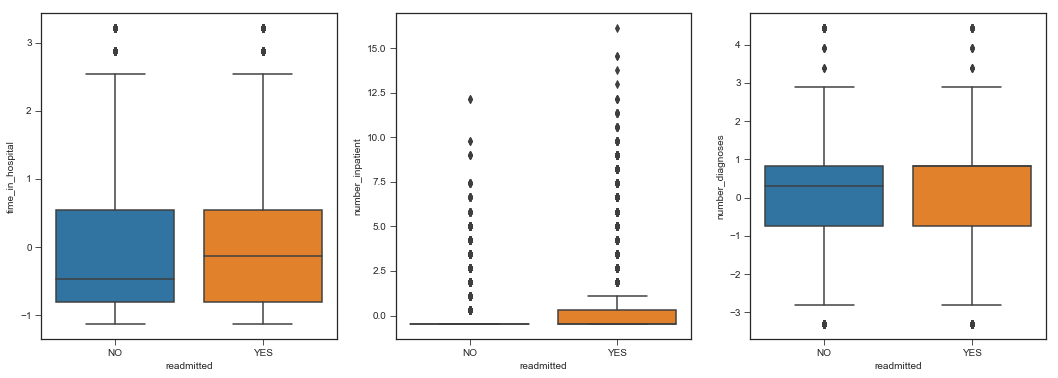 time_in_hospital
3
2
1
0
−1
NO
YES
readmitted
number_inpatient
15.0
12.5
10.0
7.5
5.0
2.5
0.0
NO
YES
readmitted
number_diagnoses
4
3
2
1
0
−1
−2
−3
NO
YES
readmitted